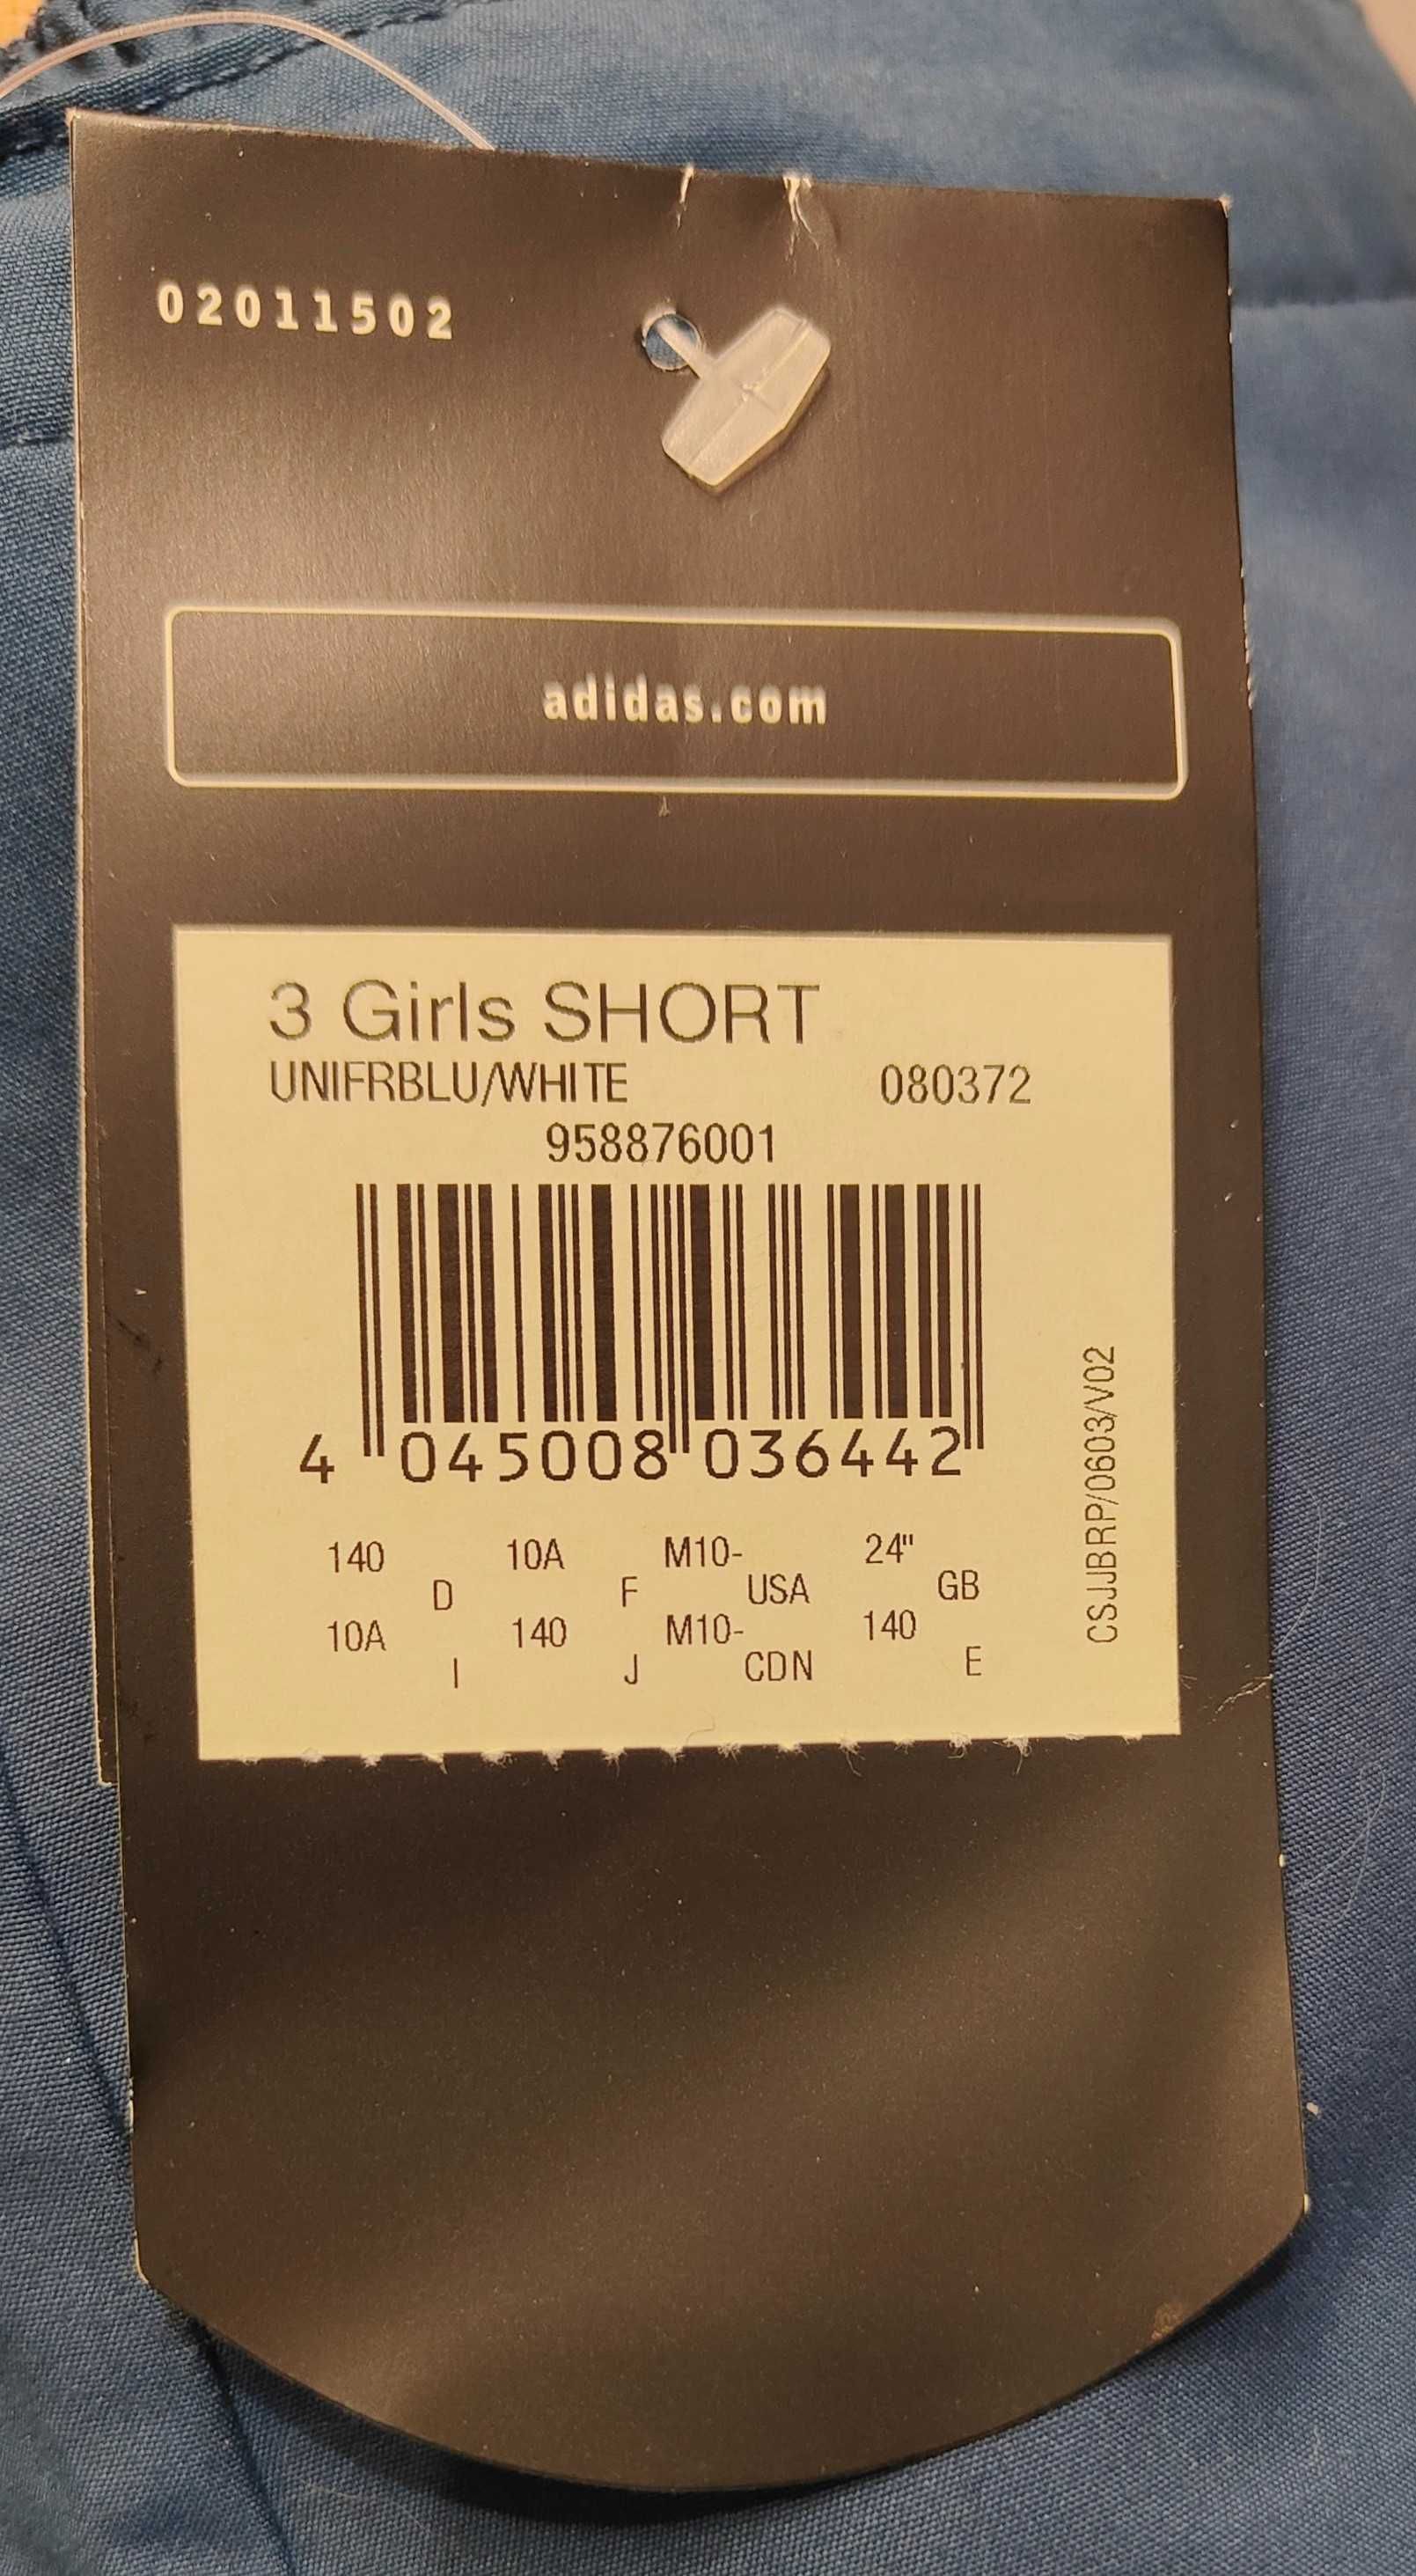 02011502
adidas.com
3 Girls SHORT
UNIFRBLU/WHITE 080372
958876001
4 045008 036442
140 10A M10- 24"
D F USA GB
10A 140 M10- 140
I J CDN E
CSJJBRP/0603/V02